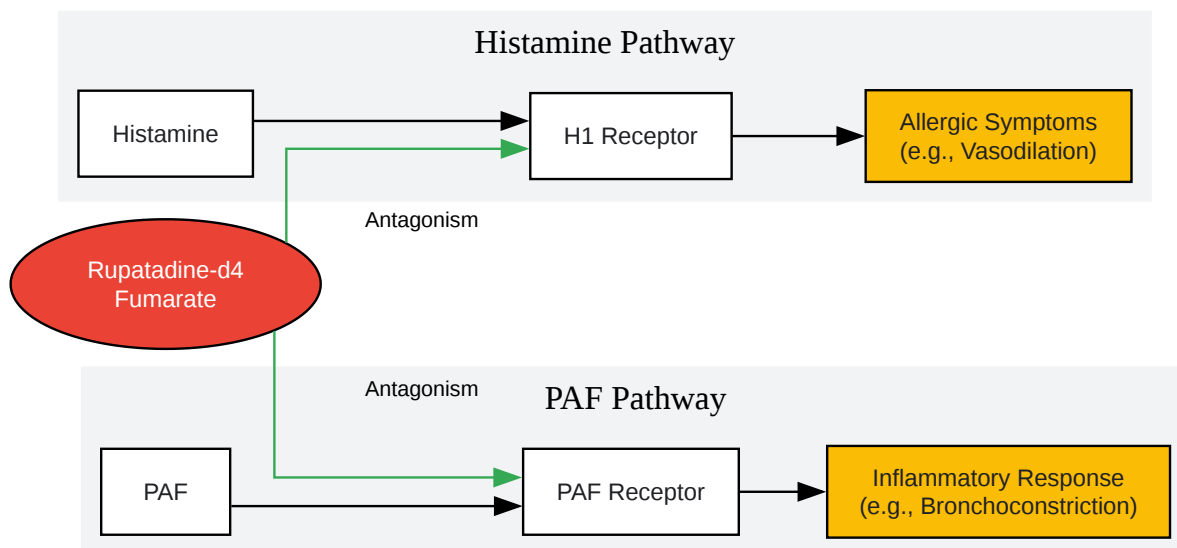 Histamine Pathway
Histamine
H1 Receptor
Allergic Symptoms
(e.g., Vasodilation)
Antagonism
Rupatadine-d4
Fumarate
Antagonism
PAF Pathway
PAF
PAF Receptor
Inflammatory Response
(e.g., Bronchoconstriction)